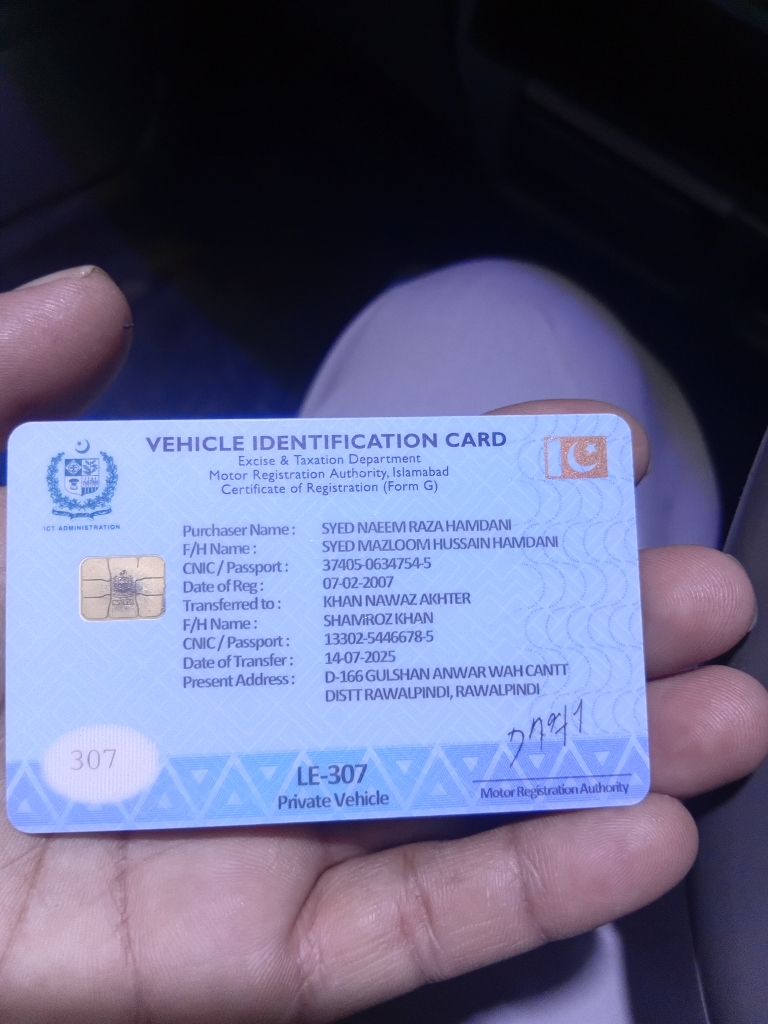 VEHICLE IDENTIFICATION CARD
Excise & Taxation Department
Motor Registration Authority, Islamabad
Certificate of Registration (Form G)
ICT ADMINISTRATION
Purchaser Name : SYED NAEEM RAZA HAMDANI
F/H Name : SYED MAZLOOM HUSSAIN HAMDANI
CNIC / Passport : 37405-0634754-5
Date of Reg : 07-02-2007
Transferred to : KHAN NAWAZ AKHTER
F/H Name : SHAMROZ KHAN
CNIC / Passport : 13302-5446678-5
Date of Transfer : 14-07-2025
Present Address : D-166 GULSHAN ANWAR WAH CANTT
DISTT RAWALPINDI, RAWALPINDI
307
LE-307
Private Vehicle
Motor Registration Authority